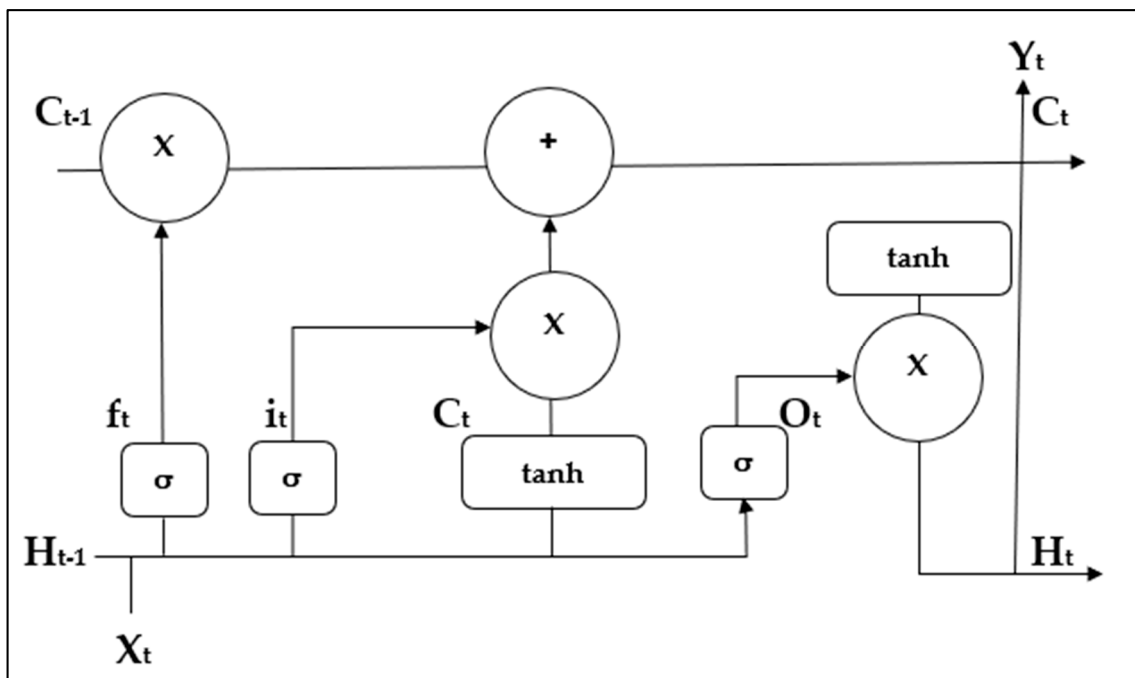 Yt
Ct-1
X
+
Ct
tanh
X
X
ft
it
Ct
Ot
σ
σ
tanh
σ
Ht-1
Ht
Xt